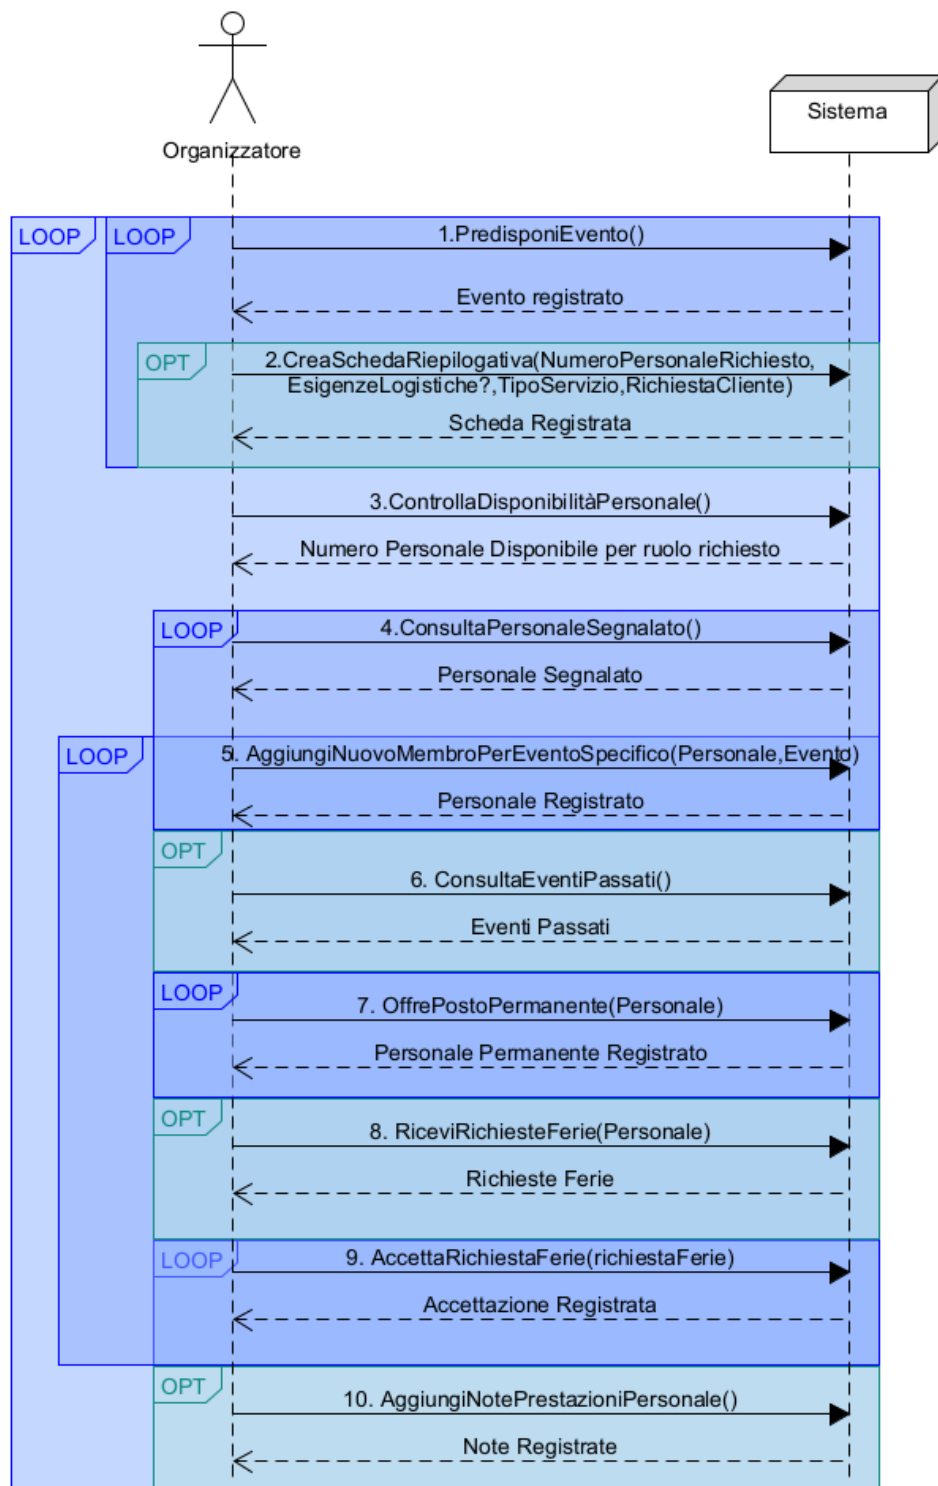 Organizzatore
Sistema
LOOP
LOOP
1.PredisponiEvento()
Evento registrato
OPT
2.CreaSchedaRiepilogativa(NumeroPersonaleRichiesto,
EsigenzeLogistiche?,TipoServizio,RichiestaCliente)
Scheda Registrata
3.ControllaDisponibilitàPersonale()
Numero Personale Disponibile per ruolo richiesto
LOOP
4.ConsultaPersonaleSegnalato()
Personale Segnalato
LOOP
5. AggiungiNuovoMembroPerEventoSpecifico(Personale,Evento)
Personale Registrato
OPT
6. ConsultaEventiPassati()
Eventi Passati
LOOP
7. OffrePostoPermanente(Personale)
Personale Permanente Registrato
OPT
8. RiceviRichiesteFerie(Personale)
Richieste Ferie
LOOP
9. AccettaRichiestaFerie(richiestaFerie)
Accettazione Registrata
OPT
10. AggiungiNotePrestazioniPersonale()
Note Registrate